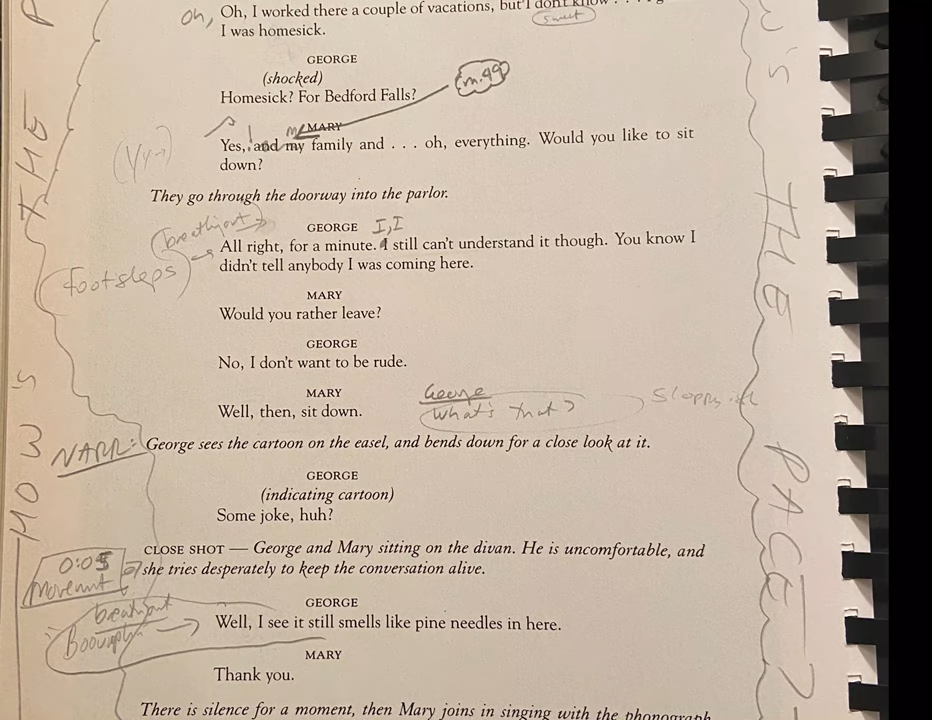 oh, Oh, I worked there a couple of vacations, but I don't know . . .
sweet
I was homesick.
GEORGE
(shocked)
Homesick? For Bedford Falls?
m.99
MARY
Yes, and my family and . . . oh, everything. Would you like to sit
down?
They go through the doorway into the parlor.
GEORGE I, I
All right, for a minute. I still can't understand it though. You know I
didn't tell anybody I was coming here.
footsteps
MARY
Would you rather leave?
GEORGE
No, I don't want to be rude.
MARY
Well, then, sit down.
George
What's that?
NARR: George sees the cartoon on the easel, and bends down for a close look at it.
GEORGE
(indicating cartoon)
Some joke, huh?
CLOSE SHOT — George and Mary sitting on the divan. He is uncomfortable, and
she tries desperately to keep the conversation alive.
0:05
Movement
GEORGE
Well, I see it still smells like pine needles in here.
MARY
Thank you.
There is silence for a moment, then Mary joins in singing with the phonograph
HOW'S THE
W'S THE PACE?